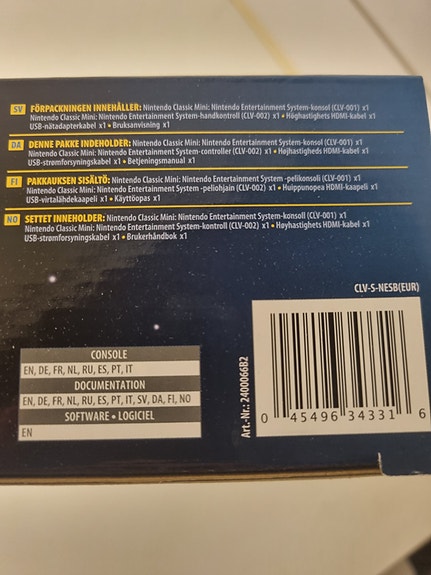 SV FÖRPACKNINGEN INNEHÅLLER: Nintendo Classic Mini: Nintendo Entertainment System-konsol (CLV-001) x1
Nintendo Classic Mini: Nintendo Entertainment System-handkontroll (CLV-002) x1 • Höghastighets HDMI-kabel x1
USB-nätadapterkabel x1 • Bruksanvisning x1
DA DENNE PAKKE INDEHOLDER: Nintendo Classic Mini: Nintendo Entertainment System-konsol (CLV-001) x1
Nintendo Classic Mini: Nintendo Entertainment System-controller (CLV-002) x1 • Højhastigheds HDMI-kabel x1
USB-strømforsyningskabel x1 • Betjeningsmanual x1
FI PAKKAUKSEN SISÄLTÖ: Nintendo Classic Mini: Nintendo Entertainment System -pelikonsoli (CLV-001) x1
Nintendo Classic Mini: Nintendo Entertainment System -peliohjain (CLV-002) x1 • Huippunopea HDMI-kaapeli x1
USB-virtalähdekaapeli x1 • Käyttöopas x1
NO SETTET INNEHOLDER: Nintendo Classic Mini: Nintendo Entertainment System-konsoll (CLV-001) x1
Nintendo Classic Mini: Nintendo Entertainment System-kontroll (CLV-002) x1 • Høyhastighets HDMI-kabel x1
USB-strømforsyningskabel x1 • Brukerhåndbok x1
CLV-S-NESB(EUR)
CONSOLE
EN, DE, FR, NL, RU, ES, PT, IT
DOCUMENTATION
EN, DE, FR, NL, RU, ES, PT, IT, SV, DA, FI, NO
SOFTWARE • LOGICIEL
EN
Art.-Nr.: 2400066B2
0 45496 34331 6